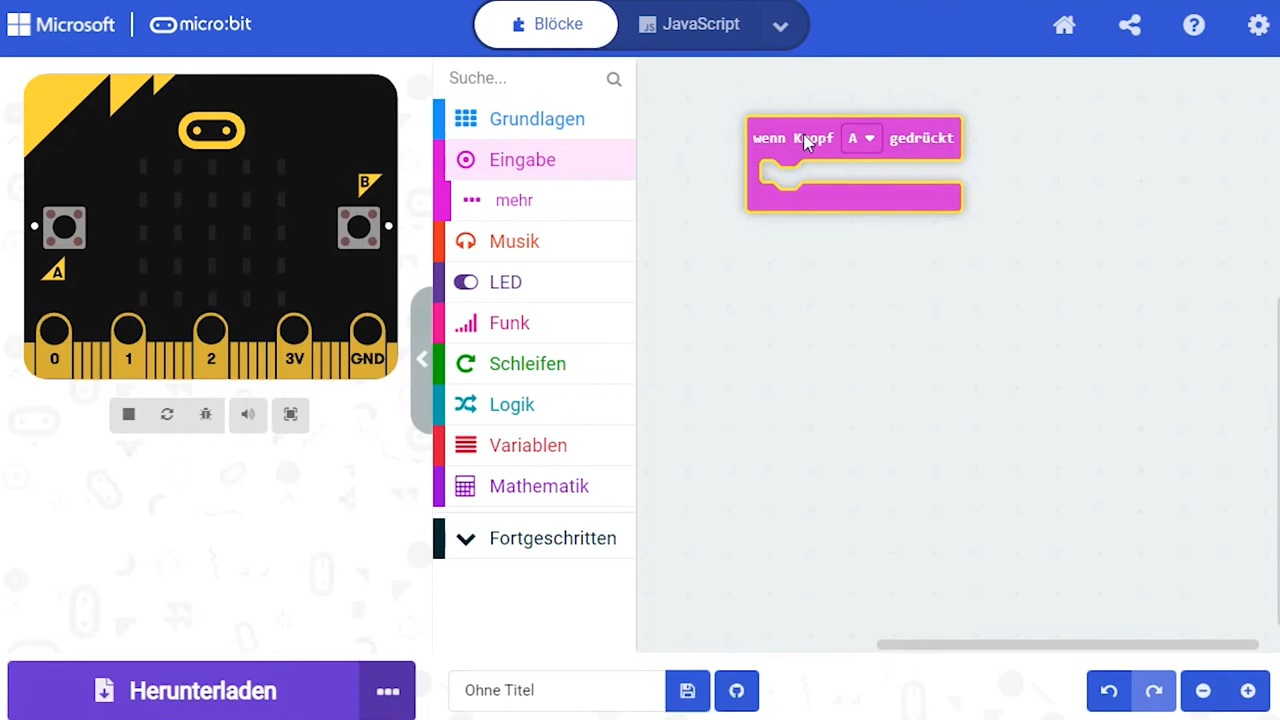 Microsoft
micro:bit
Blöcke
JS JavaScript
Suche...
Grundlagen
Eingabe
mehr
Musik
LED
Funk
Schleifen
Logik
Variablen
Mathematik
Fortgeschritten
wenn Knopf A gedrückt
B
A
0 1 2 3V GND
Herunterladen
Ohne Titel